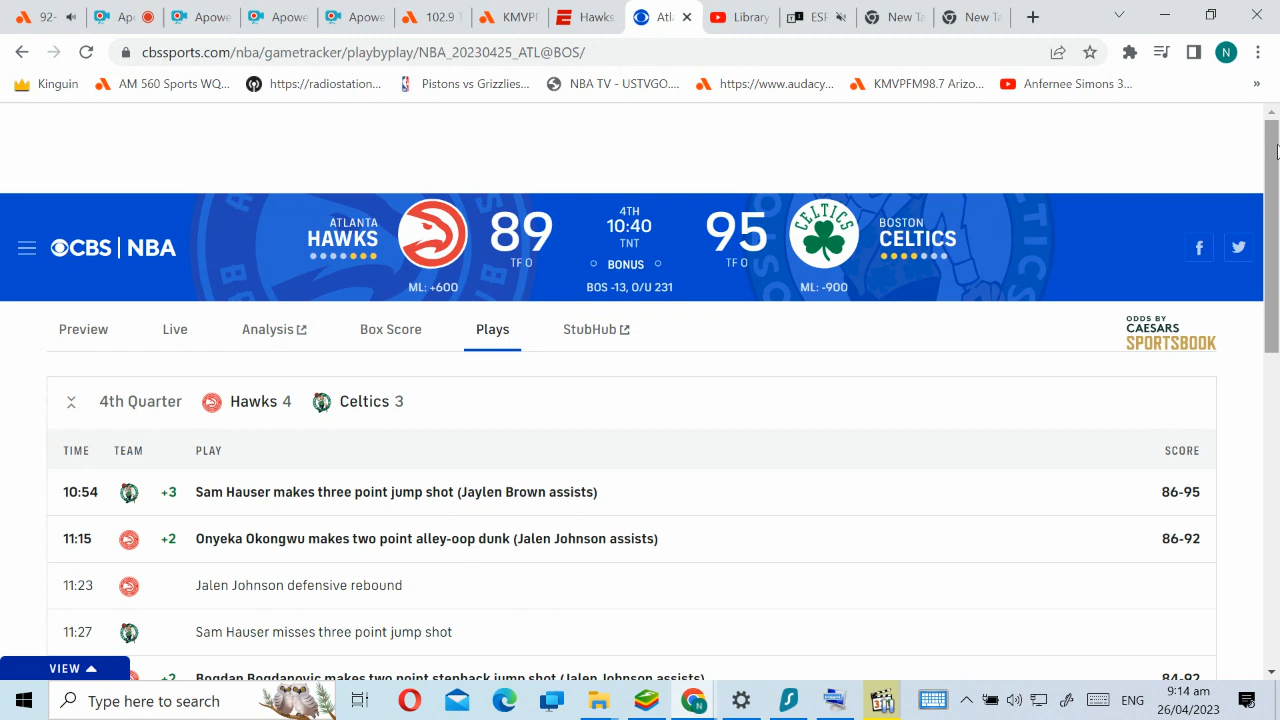 92-
Ap
Apowe
Apowe
Apowe
102.9 T
KMVPI
Hawks
Atl
Library
ESF
New Ta
New Ta
cbssports.com/nba/gametracker/playbyplay/NBA_20230425_ATL@BOS/
N
Kinguin
AM 560 Sports WQ...
https://radiostation...
Pistons vs Grizzlies...
NBA TV - USTVGO....
https://www.audacy...
KMVPFM98.7 Arizo...
Anfernee Simons 3...
»
CBS | NBA
ATLANTA
HAWKS
89
TF 0
ML: +600
4TH
10:40
TNT
BONUS
BOS -13, O/U 231
95
TF 0
CELTICS
ML: -900
BOSTON
CELTICS
Preview
Live
Analysis
Box Score
Plays
StubHub
ODDS BY
CAESARS
SPORTSBOOK
4th Quarter Hawks 4 Celtics 3
TIME TEAM PLAY SCORE
10:54 +3 Sam Hauser makes three point jump shot (Jaylen Brown assists) 86-95
11:15 +2 Onyeka Okongwu makes two point alley-oop dunk (Jalen Johnson assists) 86-92
11:23 Jalen Johnson defensive rebound
11:27 Sam Hauser misses three point jump shot
+2 Bogdan Bogdanovic makes two point stepback jump shot (Jalen Johnson assists) 84-92
VIEW
Type here to search
31
ENG
9:14 am
26/04/2023